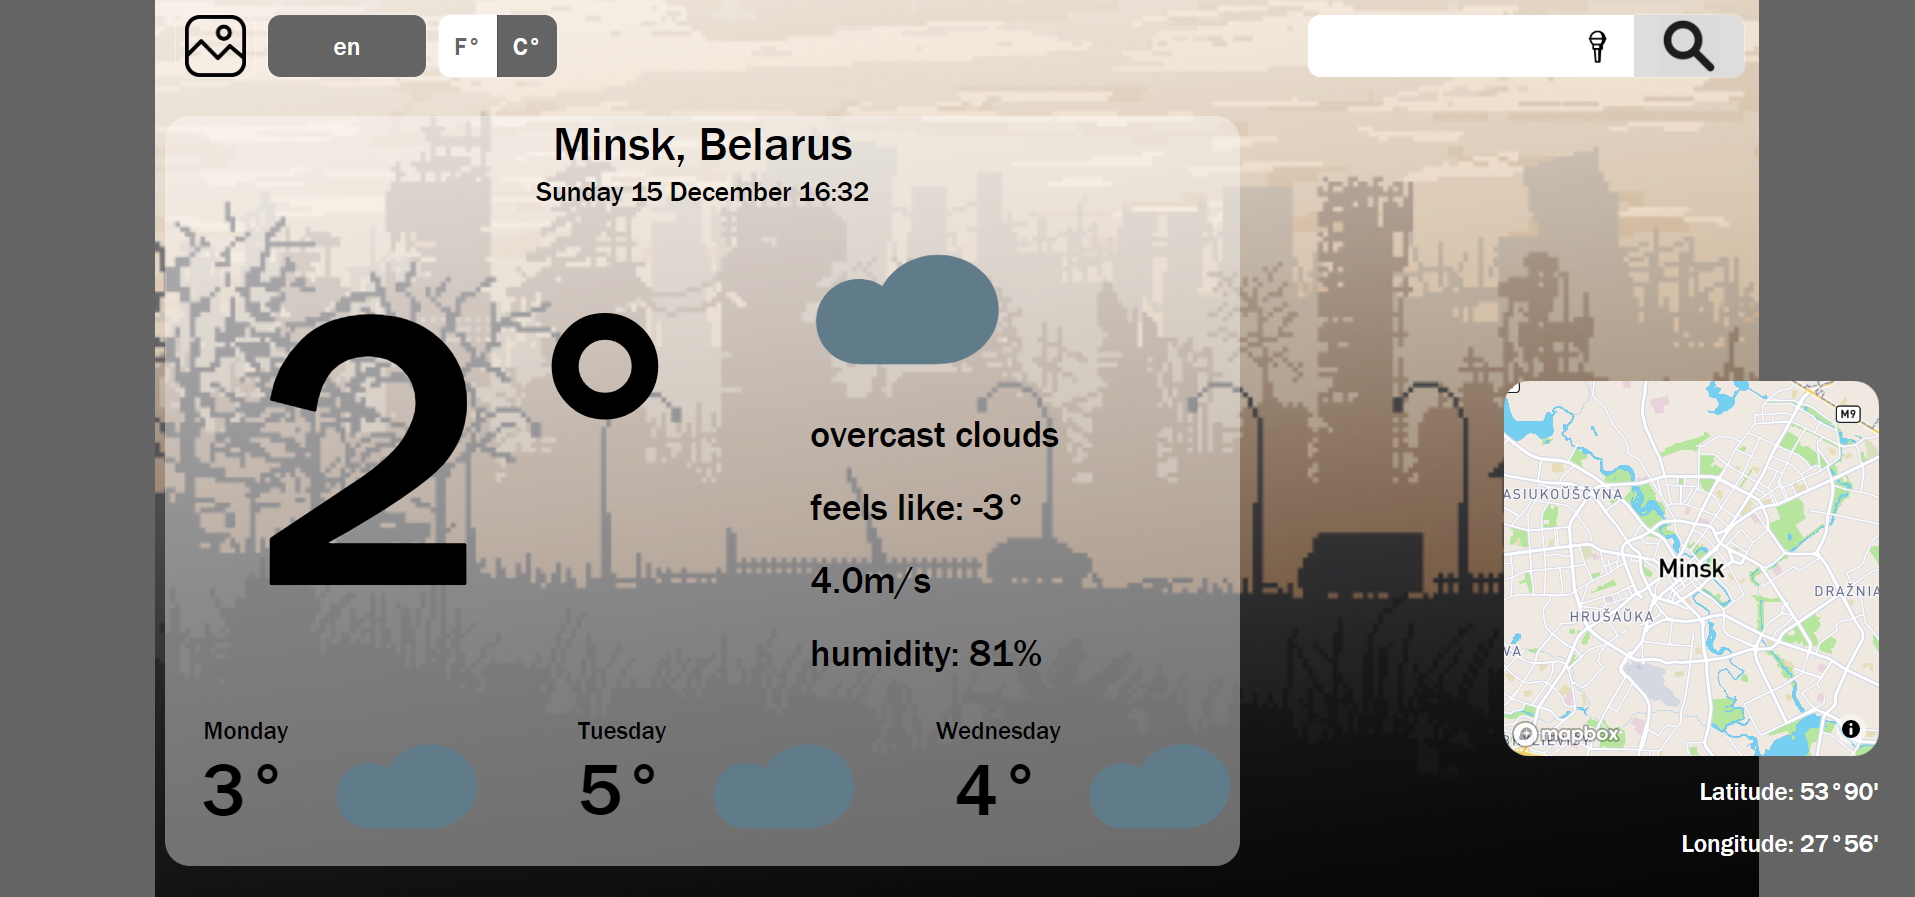 en
F° C°
Minsk, Belarus
Sunday 15 December 16:32
2°
overcast clouds
feels like: -3°
4.0m/s
humidity: 81%
Monday
3°
Tuesday
5°
Wednesday
4°
M9
ASIUKOŬŠČYNA
Minsk
DRAŽNIA
HRUŠAŬKA
VA
mapbox
Latitude: 53°90'
Longitude: 27°56'